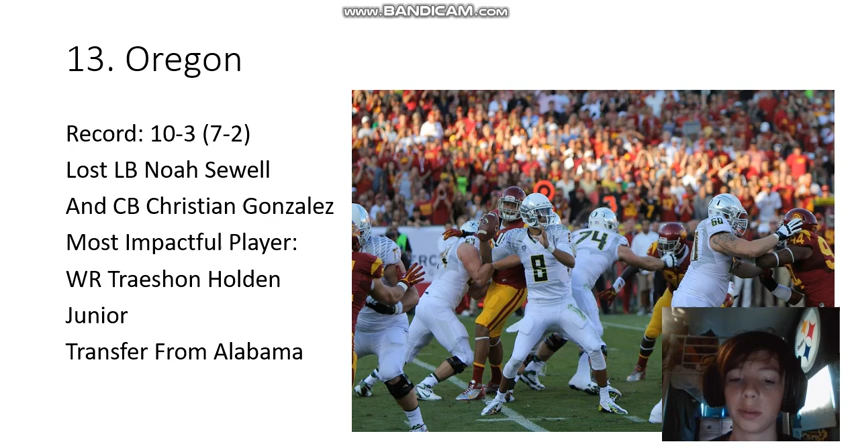 www.BANDICAM.com
13. Oregon
Record: 10-3 (7-2)
Lost LB Noah Sewell
And CB Christian Gonzalez
Most Impactful Player:
WR Traeshon Holden
Junior
Transfer From Alabama
8
74
60